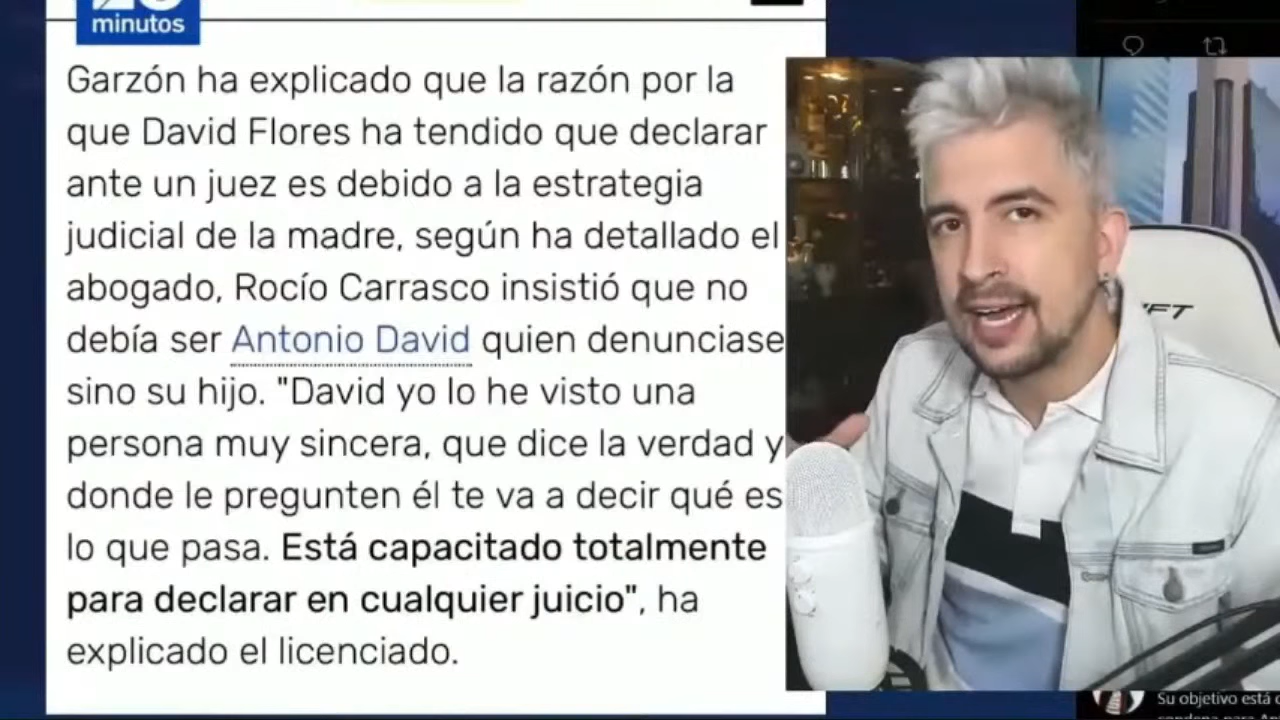 minutos
Garzón ha explicado que la razón por la
que David Flores ha tendido que declarar
ante un juez es debido a la estrategia
judicial de la madre, según ha detallado el
abogado, Rocío Carrasco insistió que no
debía ser Antonio David quien denunciase
sino su hijo. "David yo lo he visto una
persona muy sincera, que dice la verdad y
donde le pregunten él te va a decir qué es
lo que pasa. Está capacitado totalmente
para declarar en cualquier juicio", ha
explicado el licenciado.
Su objetivo está